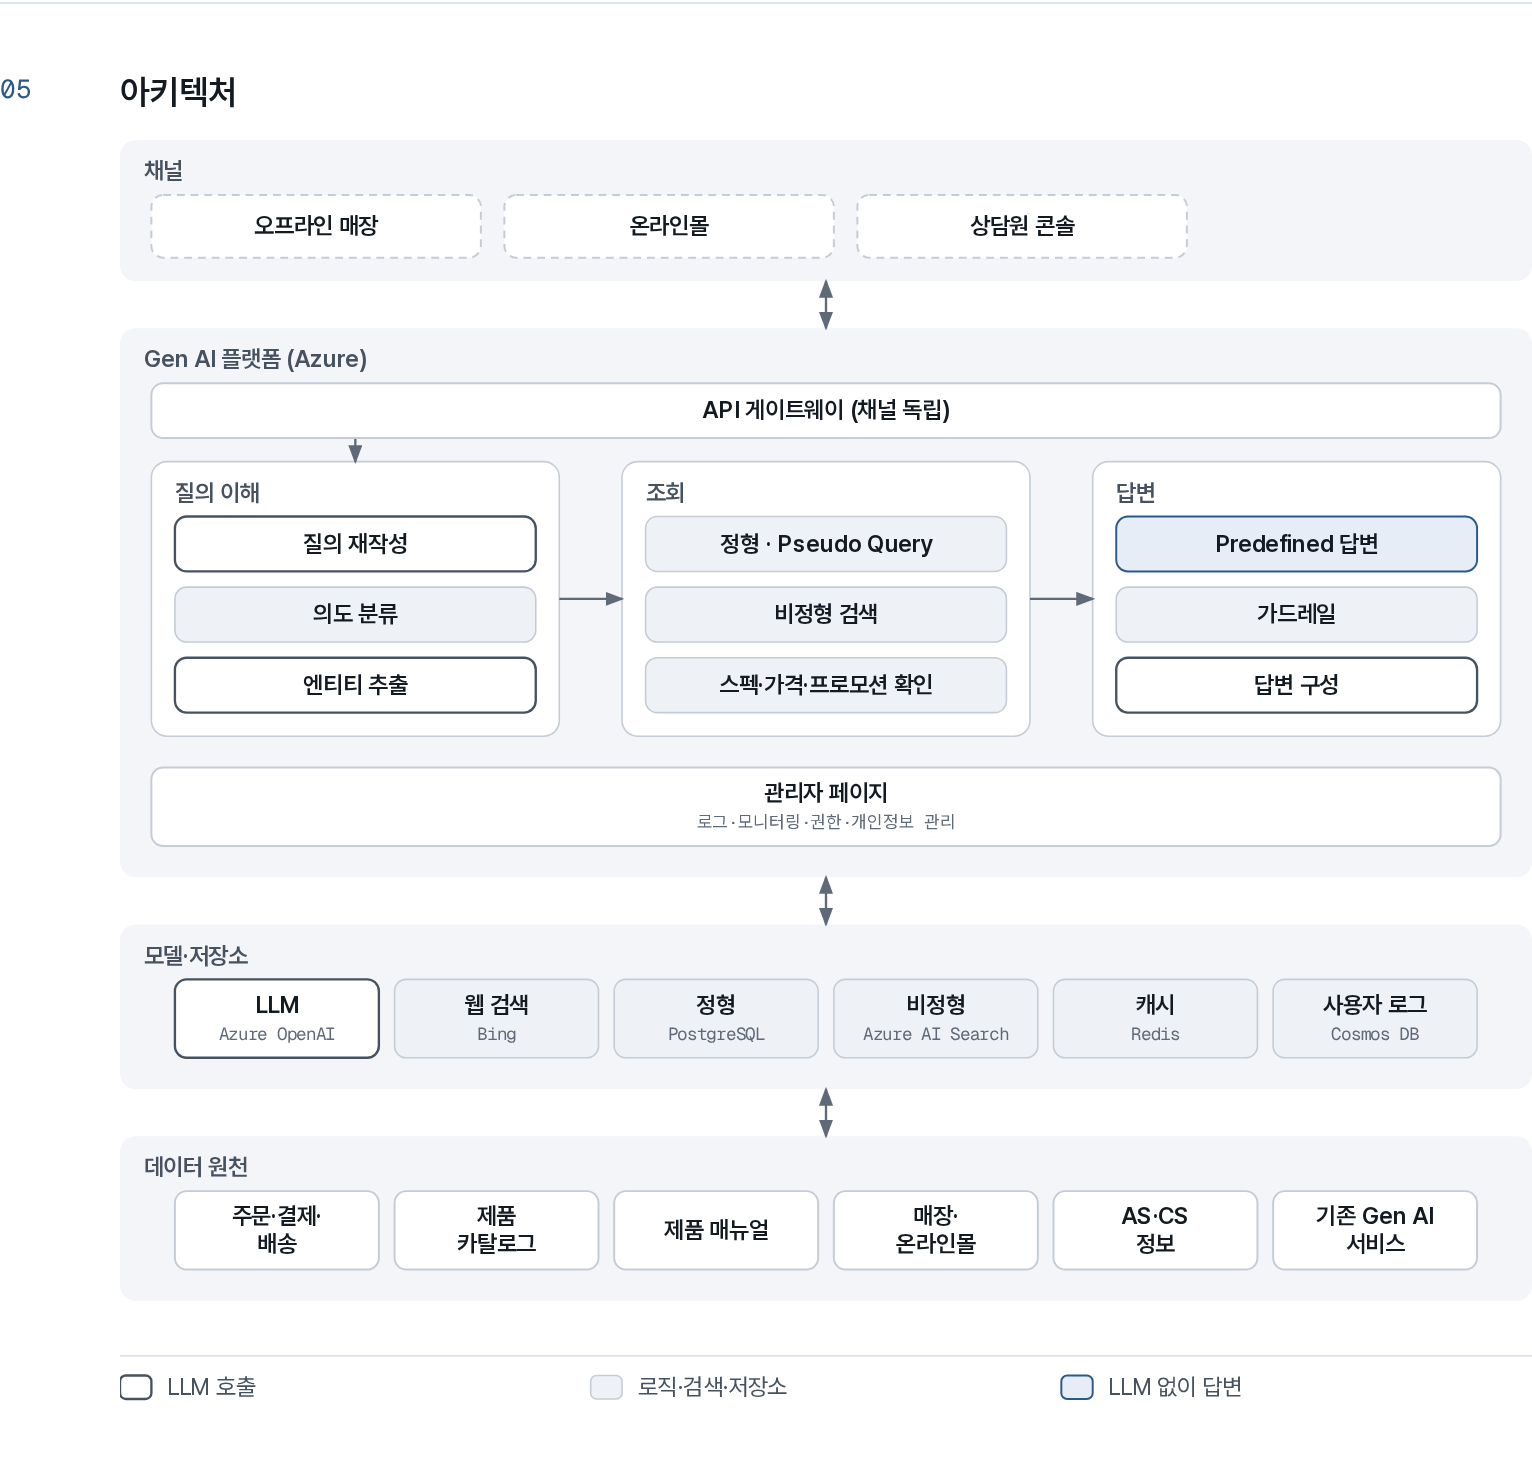 05
아키텍처
채널
오프라인 매장
온라인몰
상담원 콘솔
Gen AI 플랫폼 (Azure)
API 게이트웨이 (채널 독립)
질의 이해
질의 재작성
의도 분류
엔티티 추출
조회
정형 · Pseudo Query
비정형 검색
스펙·가격·프로모션 확인
답변
Predefined 답변
가드레일
답변 구성
관리자 페이지
로그·모니터링·권한·개인정보 관리
모델·저장소
LLM
Azure OpenAI
웹 검색
Bing
정형
PostgreSQL
비정형
Azure AI Search
캐시
Redis
사용자 로그
Cosmos DB
데이터 원천
주문·결제·
배송
제품
카탈로그
제품 매뉴얼
매장·
온라인몰
AS·CS
정보
기존 Gen AI
서비스
LLM 호출
로직·검색·저장소
LLM 없이 답변